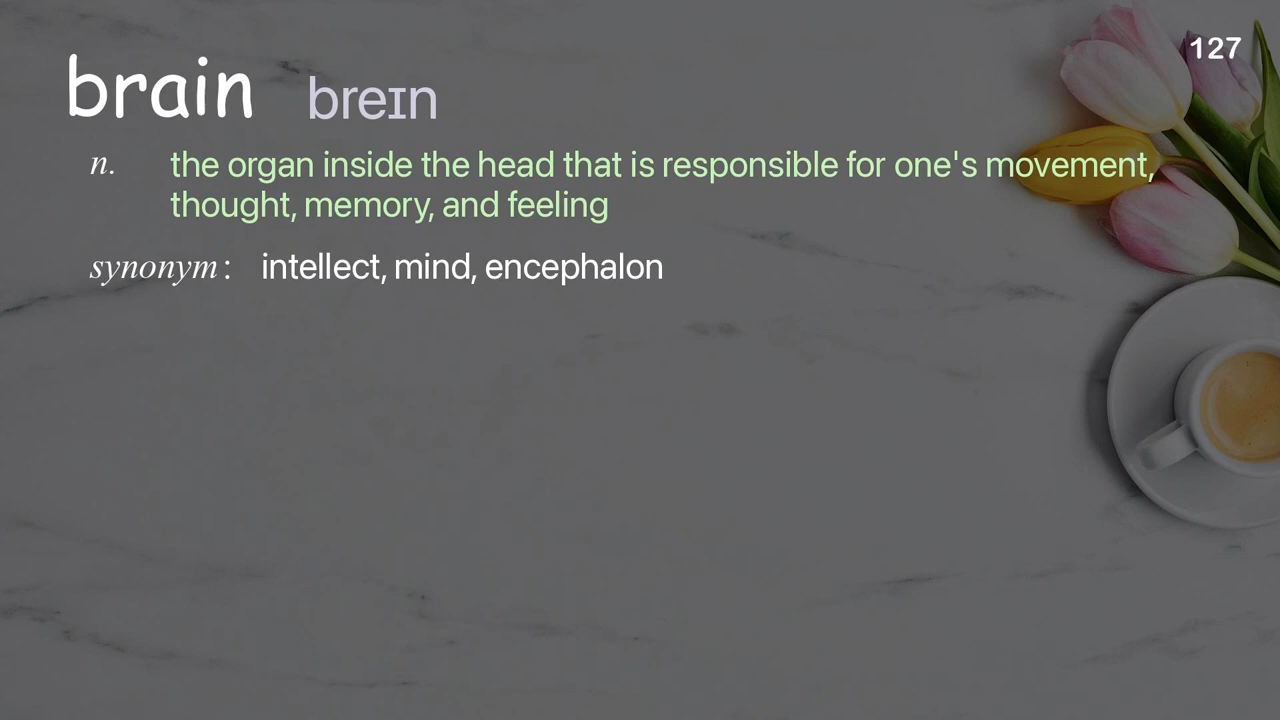 127
brain breɪn
n. the organ inside the head that is responsible for one's movement,
thought, memory, and feeling
synonym : intellect, mind, encephalon